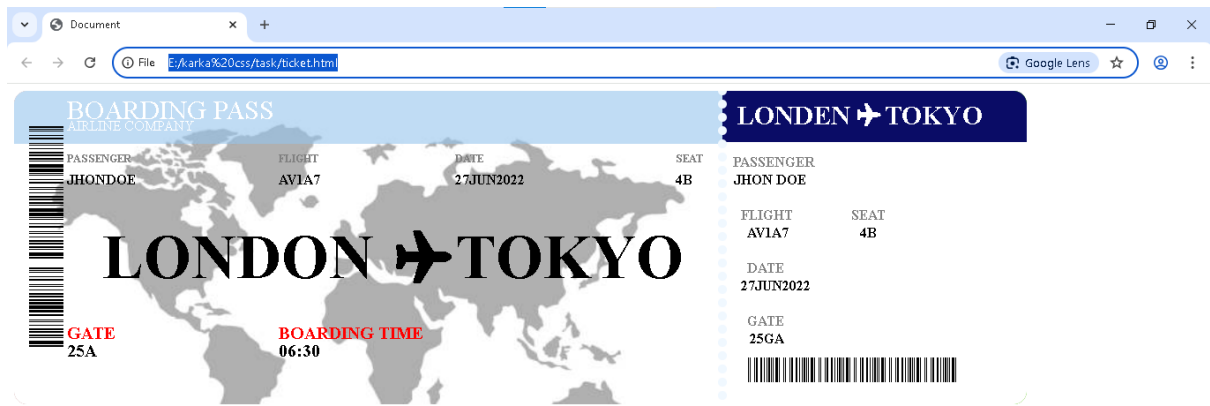 Document
File E:/karka%20css/task/ticket.html
Google Lens
BOARDING PASS
AIRLINE COMPANY
PASSENGER FLIGHT DATE SEAT
JHONDOE AV1A7 27JUN2022 4B
LONDON TOKYO
GATE BOARDING TIME
25A 06:30
LONDEN TOKYO
PASSENGER
JHON DOE
FLIGHT SEAT
AV1A7 4B
DATE
27JUN2022
GATE
25GA